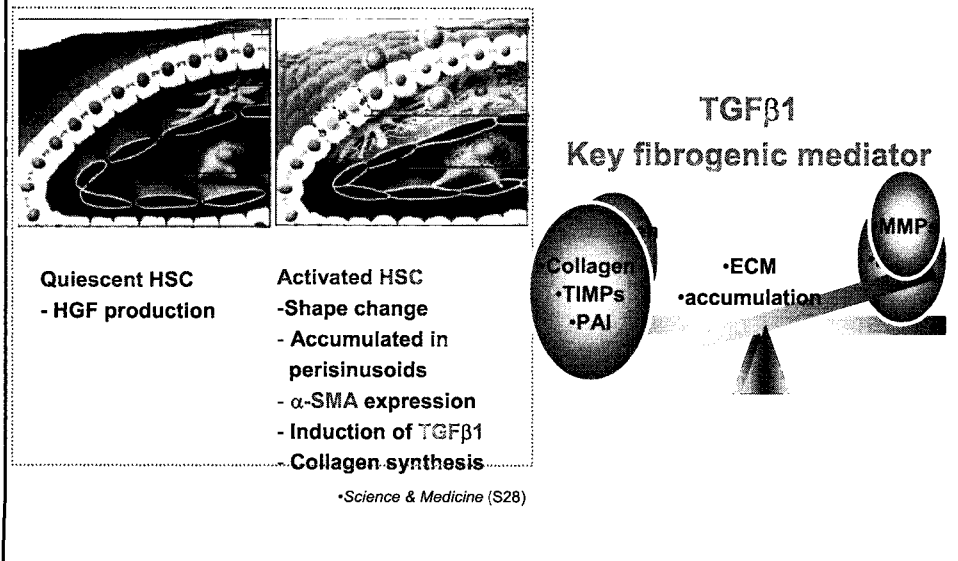 TGFβ1
Key fibrogenic mediator
•Collagen
•TIMPs
•PAI
•ECM
•accumulation
MMP
Quiescent HSC
- HGF production
Activated HSC
-Shape change
- Accumulated in
perisinusoids
- α-SMA expression
- Induction of TGFβ1
- Collagen synthesis
•Science & Medicine (S28)